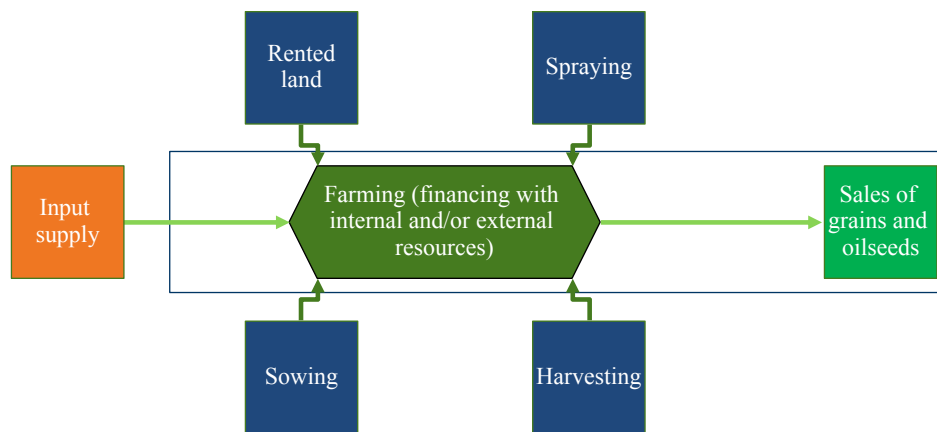 Rented
land
Spraying
Input
supply
Farming (financing with
internal and/or external
resources)
Sales of
grains and
oilseeds
Sowing
Harvesting